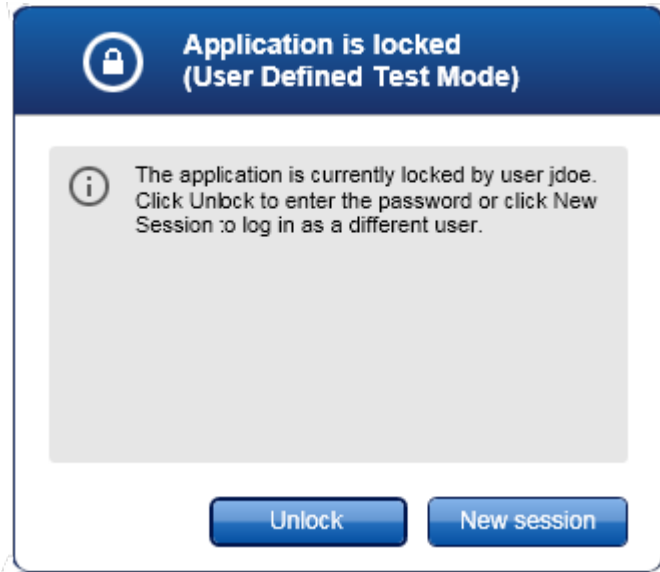 Application is locked
(User Defined Test Mode)
The application is currently locked by user jdoe.
Click Unlock to enter the password or click New
Session to log in as a different user.
Unlock
New session